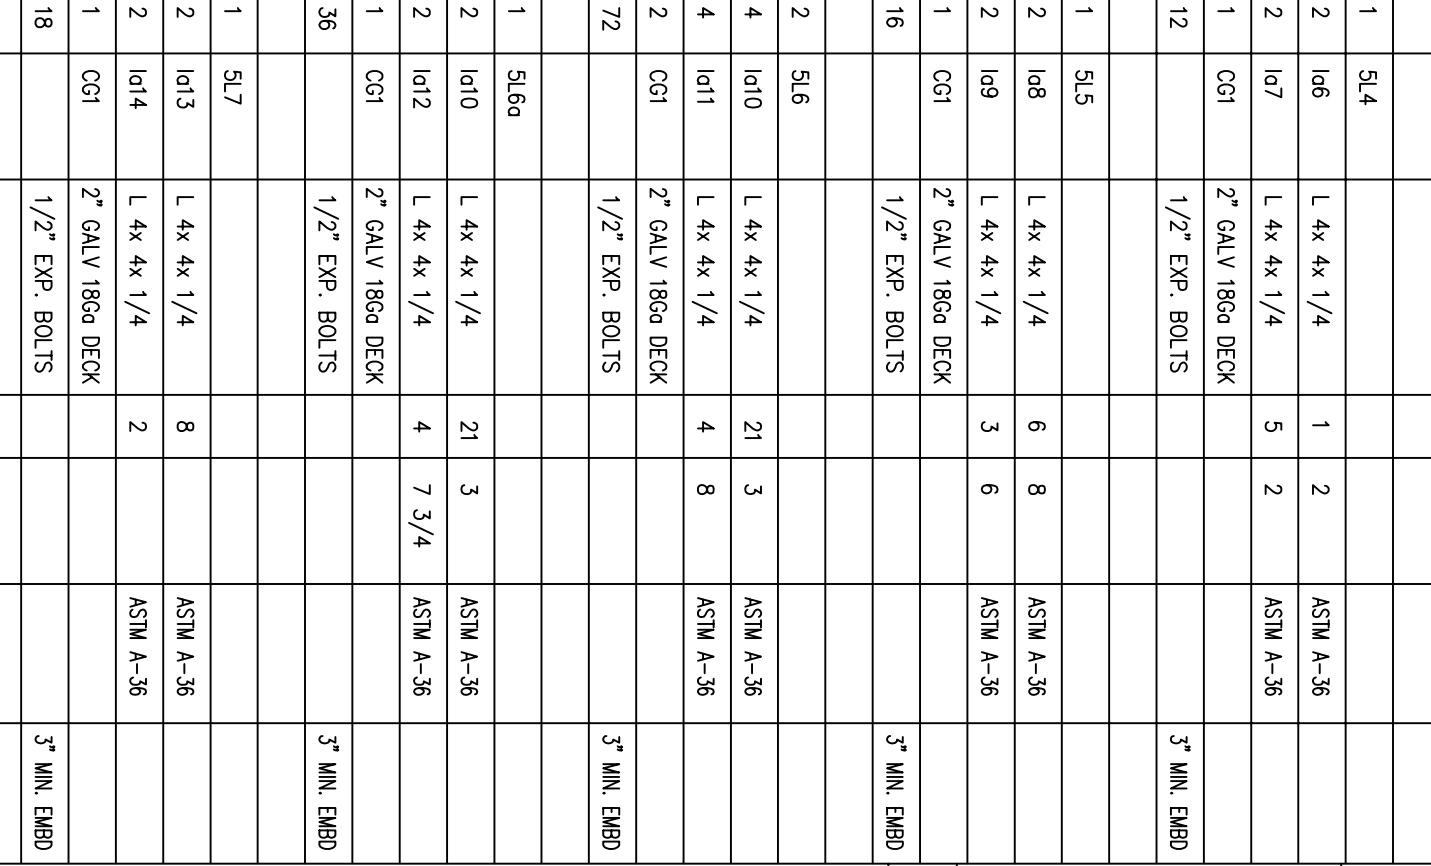 1 5L4
2 la6 L 4x 4x 1/4 1 2 ASTM A-36
2 la7 L 4x 4x 1/4 5 2 ASTM A-36
1 CG1 2" GALV 18Ga DECK
12 1/2" EXP. BOLTS 3" MIN. EMBD
1 5L5
2 la8 L 4x 4x 1/4 6 8 ASTM A-36
2 la9 L 4x 4x 1/4 3 6 ASTM A-36
1 CG1 2" GALV 18Ga DECK
16 1/2" EXP. BOLTS 3" MIN. EMBD
2 5L6
4 la10 L 4x 4x 1/4 21 3 ASTM A-36
4 la11 L 4x 4x 1/4 4 8 ASTM A-36
2 CG1 2" GALV 18Ga DECK
72 1/2" EXP. BOLTS 3" MIN. EMBD
1 5L6a
2 la10 L 4x 4x 1/4 21 3 ASTM A-36
2 la12 L 4x 4x 1/4 4 7 3/4 ASTM A-36
1 CG1 2" GALV 18Ga DECK
36 1/2" EXP. BOLTS 3" MIN. EMBD
1 5L7
2 la13 L 4x 4x 1/4 8 ASTM A-36
2 la14 L 4x 4x 1/4 2 ASTM A-36
1 CG1 2" GALV 18Ga DECK
18 1/2" EXP. BOLTS 3" MIN. EMBD